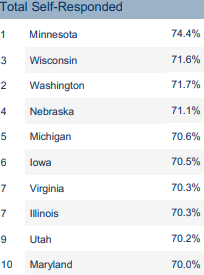 Total Self-Responded
1 Minnesota 74.4%
3 Wisconsin 71.6%
2 Washington 71.7%
4 Nebraska 71.1%
5 Michigan 70.6%
6 Iowa 70.5%
7 Virginia 70.3%
7 Illinois 70.3%
9 Utah 70.2%
10 Maryland 70.0%